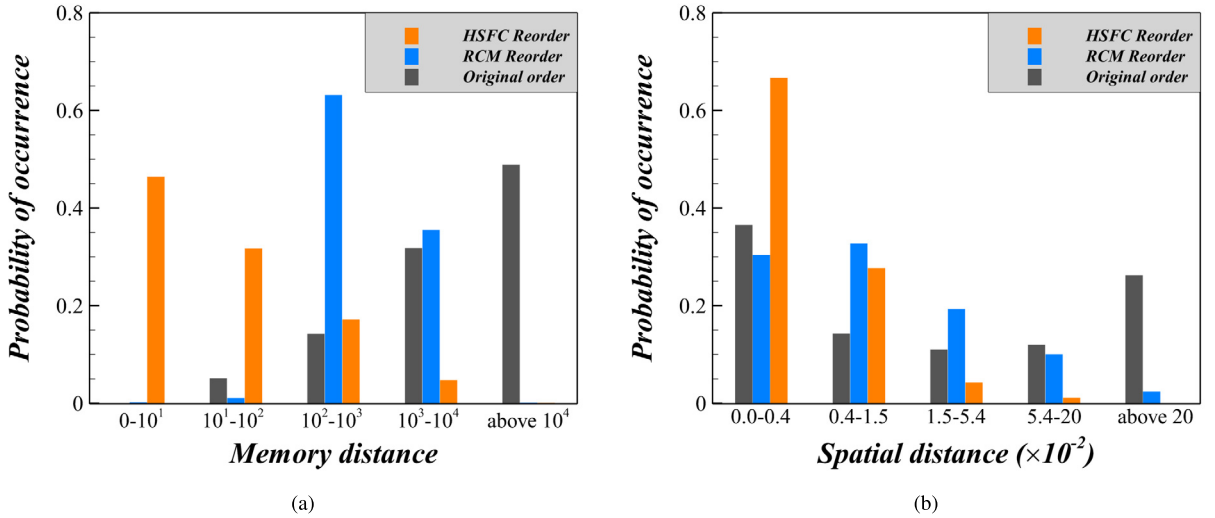 0.8
0.6
0.4
0.2
0
Probability of occurrence
HSFC Reorder
RCM Reorder
Original order
0-10¹ 10¹-10² 10²-10³ 10³-10⁴ above 10⁴
Memory distance
(a)
0.8
0.6
0.4
0.2
0
Probability of occurrence
HSFC Reorder
RCM Reorder
Original order
0.0-0.4 0.4-1.5 1.5-5.4 5.4-20 above 20
Spatial distance (×10⁻²)
(b)